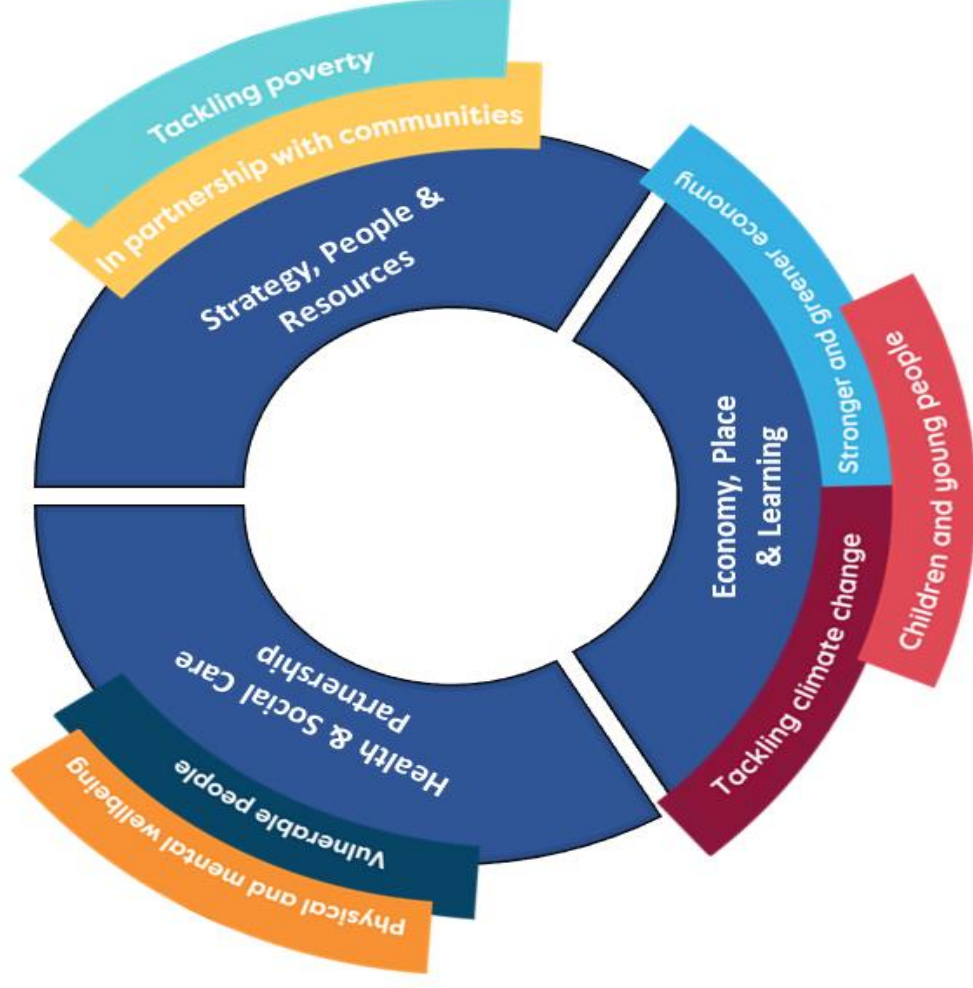 Tackling poverty
In partnership with communities
Strategy, People &
Resources
Stronger and greener economy
Children and young people
Economy, Place
& Learning
Tackling climate change
Health & Social Care
Partnership
Vulnerable people
Physical and mental wellbeing